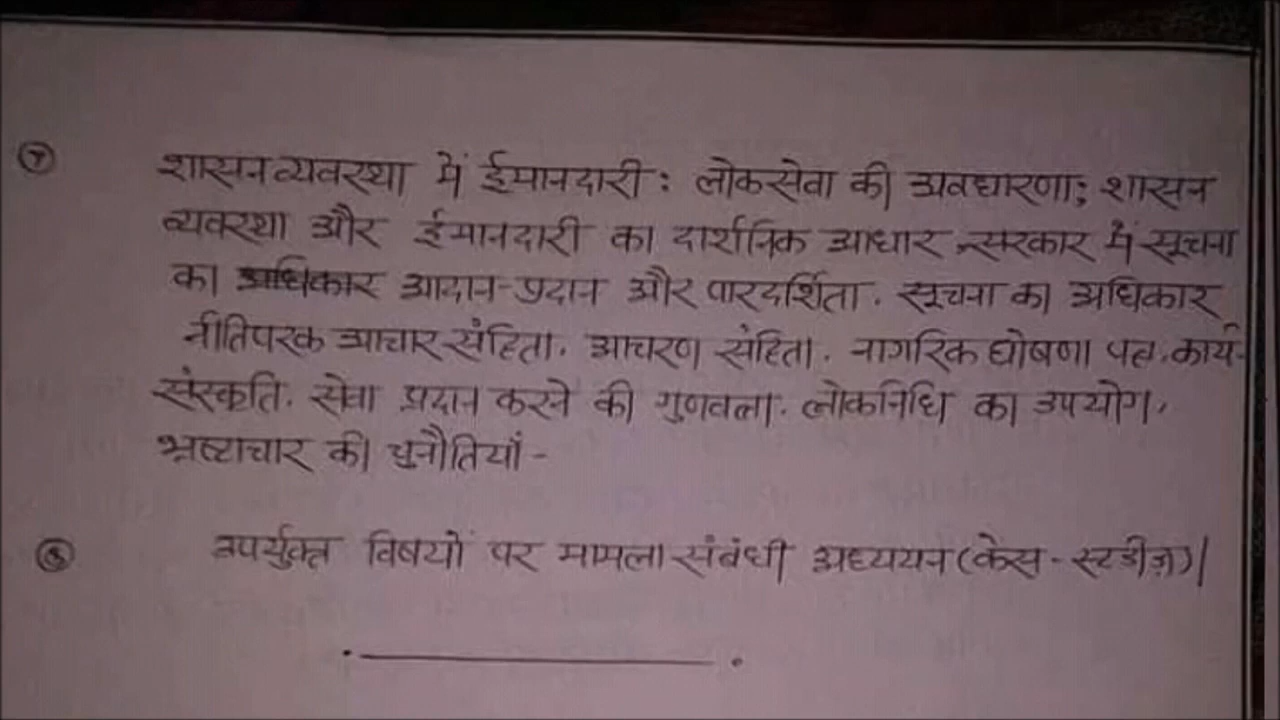 ७ शासन व्यवस्था में ईमानदारी: लोकसेवा की अवधारणा; शासन
व्यवस्था और ईमानदारी का दार्शनिक आधार, सरकार में सूचना
का अधिकार आदान-प्रदान और पारदर्शिता. सूचना का अधिकार
नीतिपरक आचार संहिता. आचरण संहिता. नागरिक घोषणा पत्र. कार्य-
संस्कृति. सेवा प्रदान करने की गुणवत्ता. लोकनिधि का उपयोग,
भ्रष्टाचार की चुनौतियाँ -
उपर्युक्त विषयों पर मामला संबंधी अध्ययन (केस - स्टडीज़)।